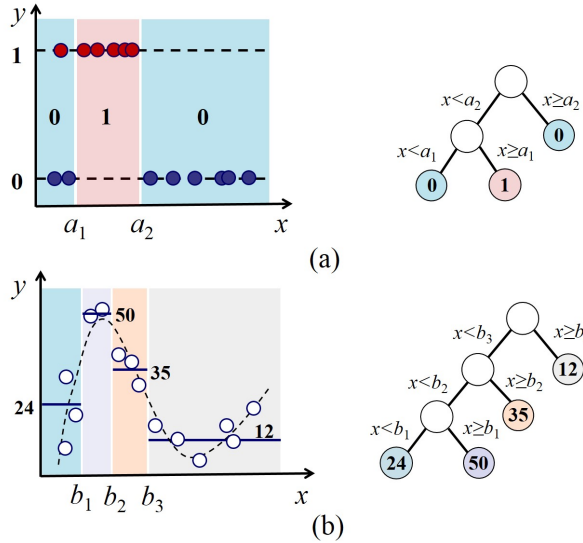 y
1
0 1 0
0
a₁ a₂ x
x<a₂ x≥a₂
0
x<a₁ x≥a₁
0 1
(a)
y
50
35
24
12
b₁ b₂ b₃ x
x<b₃ x≥b
12
x<b₂ x≥b₂
35
x<b₁ x≥b₁
24 50
(b)